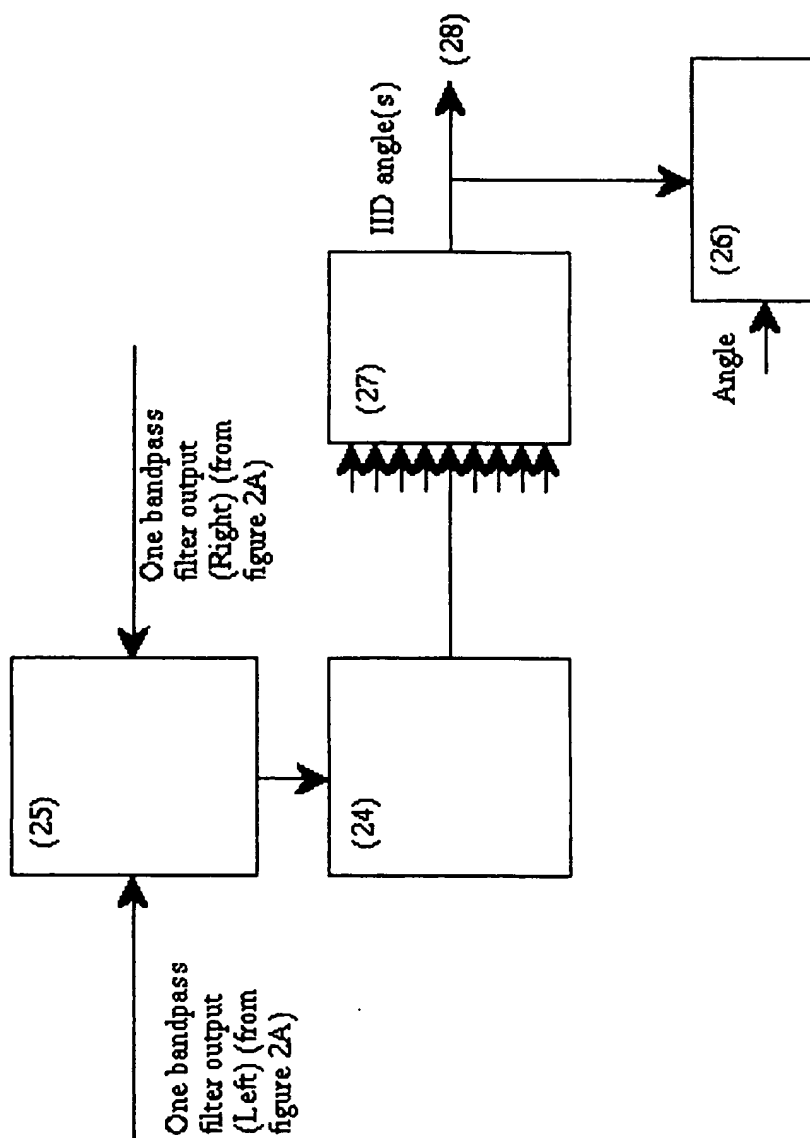 (25)
One bandpass
filter output
(Left) (from
figure 2A)
One bandpass
filter output
(Right) (from
figure 2A)
(24)
(27)
IID angle(s)
(28)
Angle
(26)